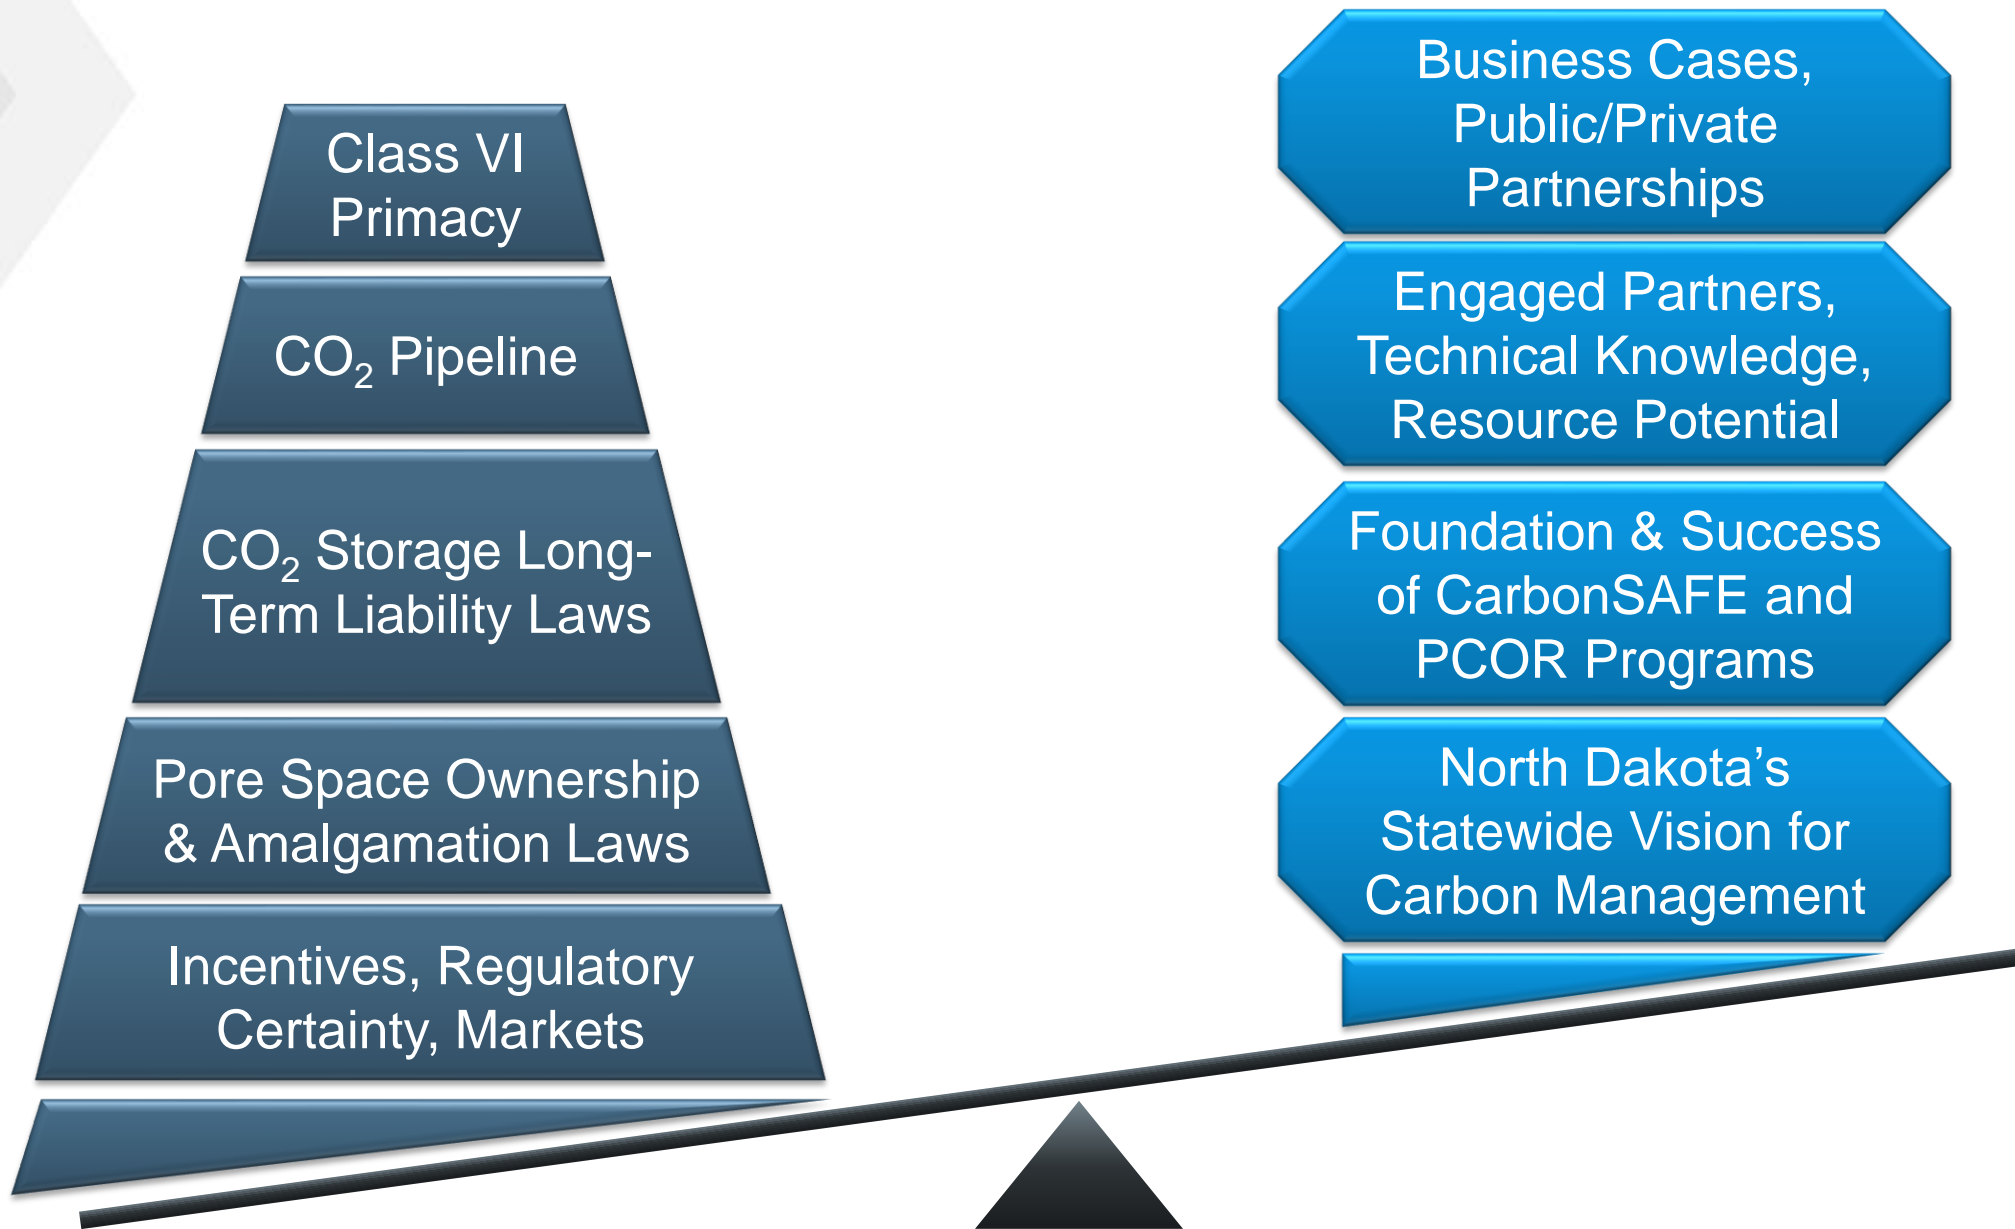 Class VI
Primacy
CO₂ Pipeline
CO₂ Storage Long-
Term Liability Laws
Pore Space Ownership
& Amalgamation Laws
Incentives, Regulatory
Certainty, Markets
Business Cases,
Public/Private
Partnerships
Engaged Partners,
Technical Knowledge,
Resource Potential
Foundation & Success
of CarbonSAFE and
PCOR Programs
North Dakota’s
Statewide Vision for
Carbon Management